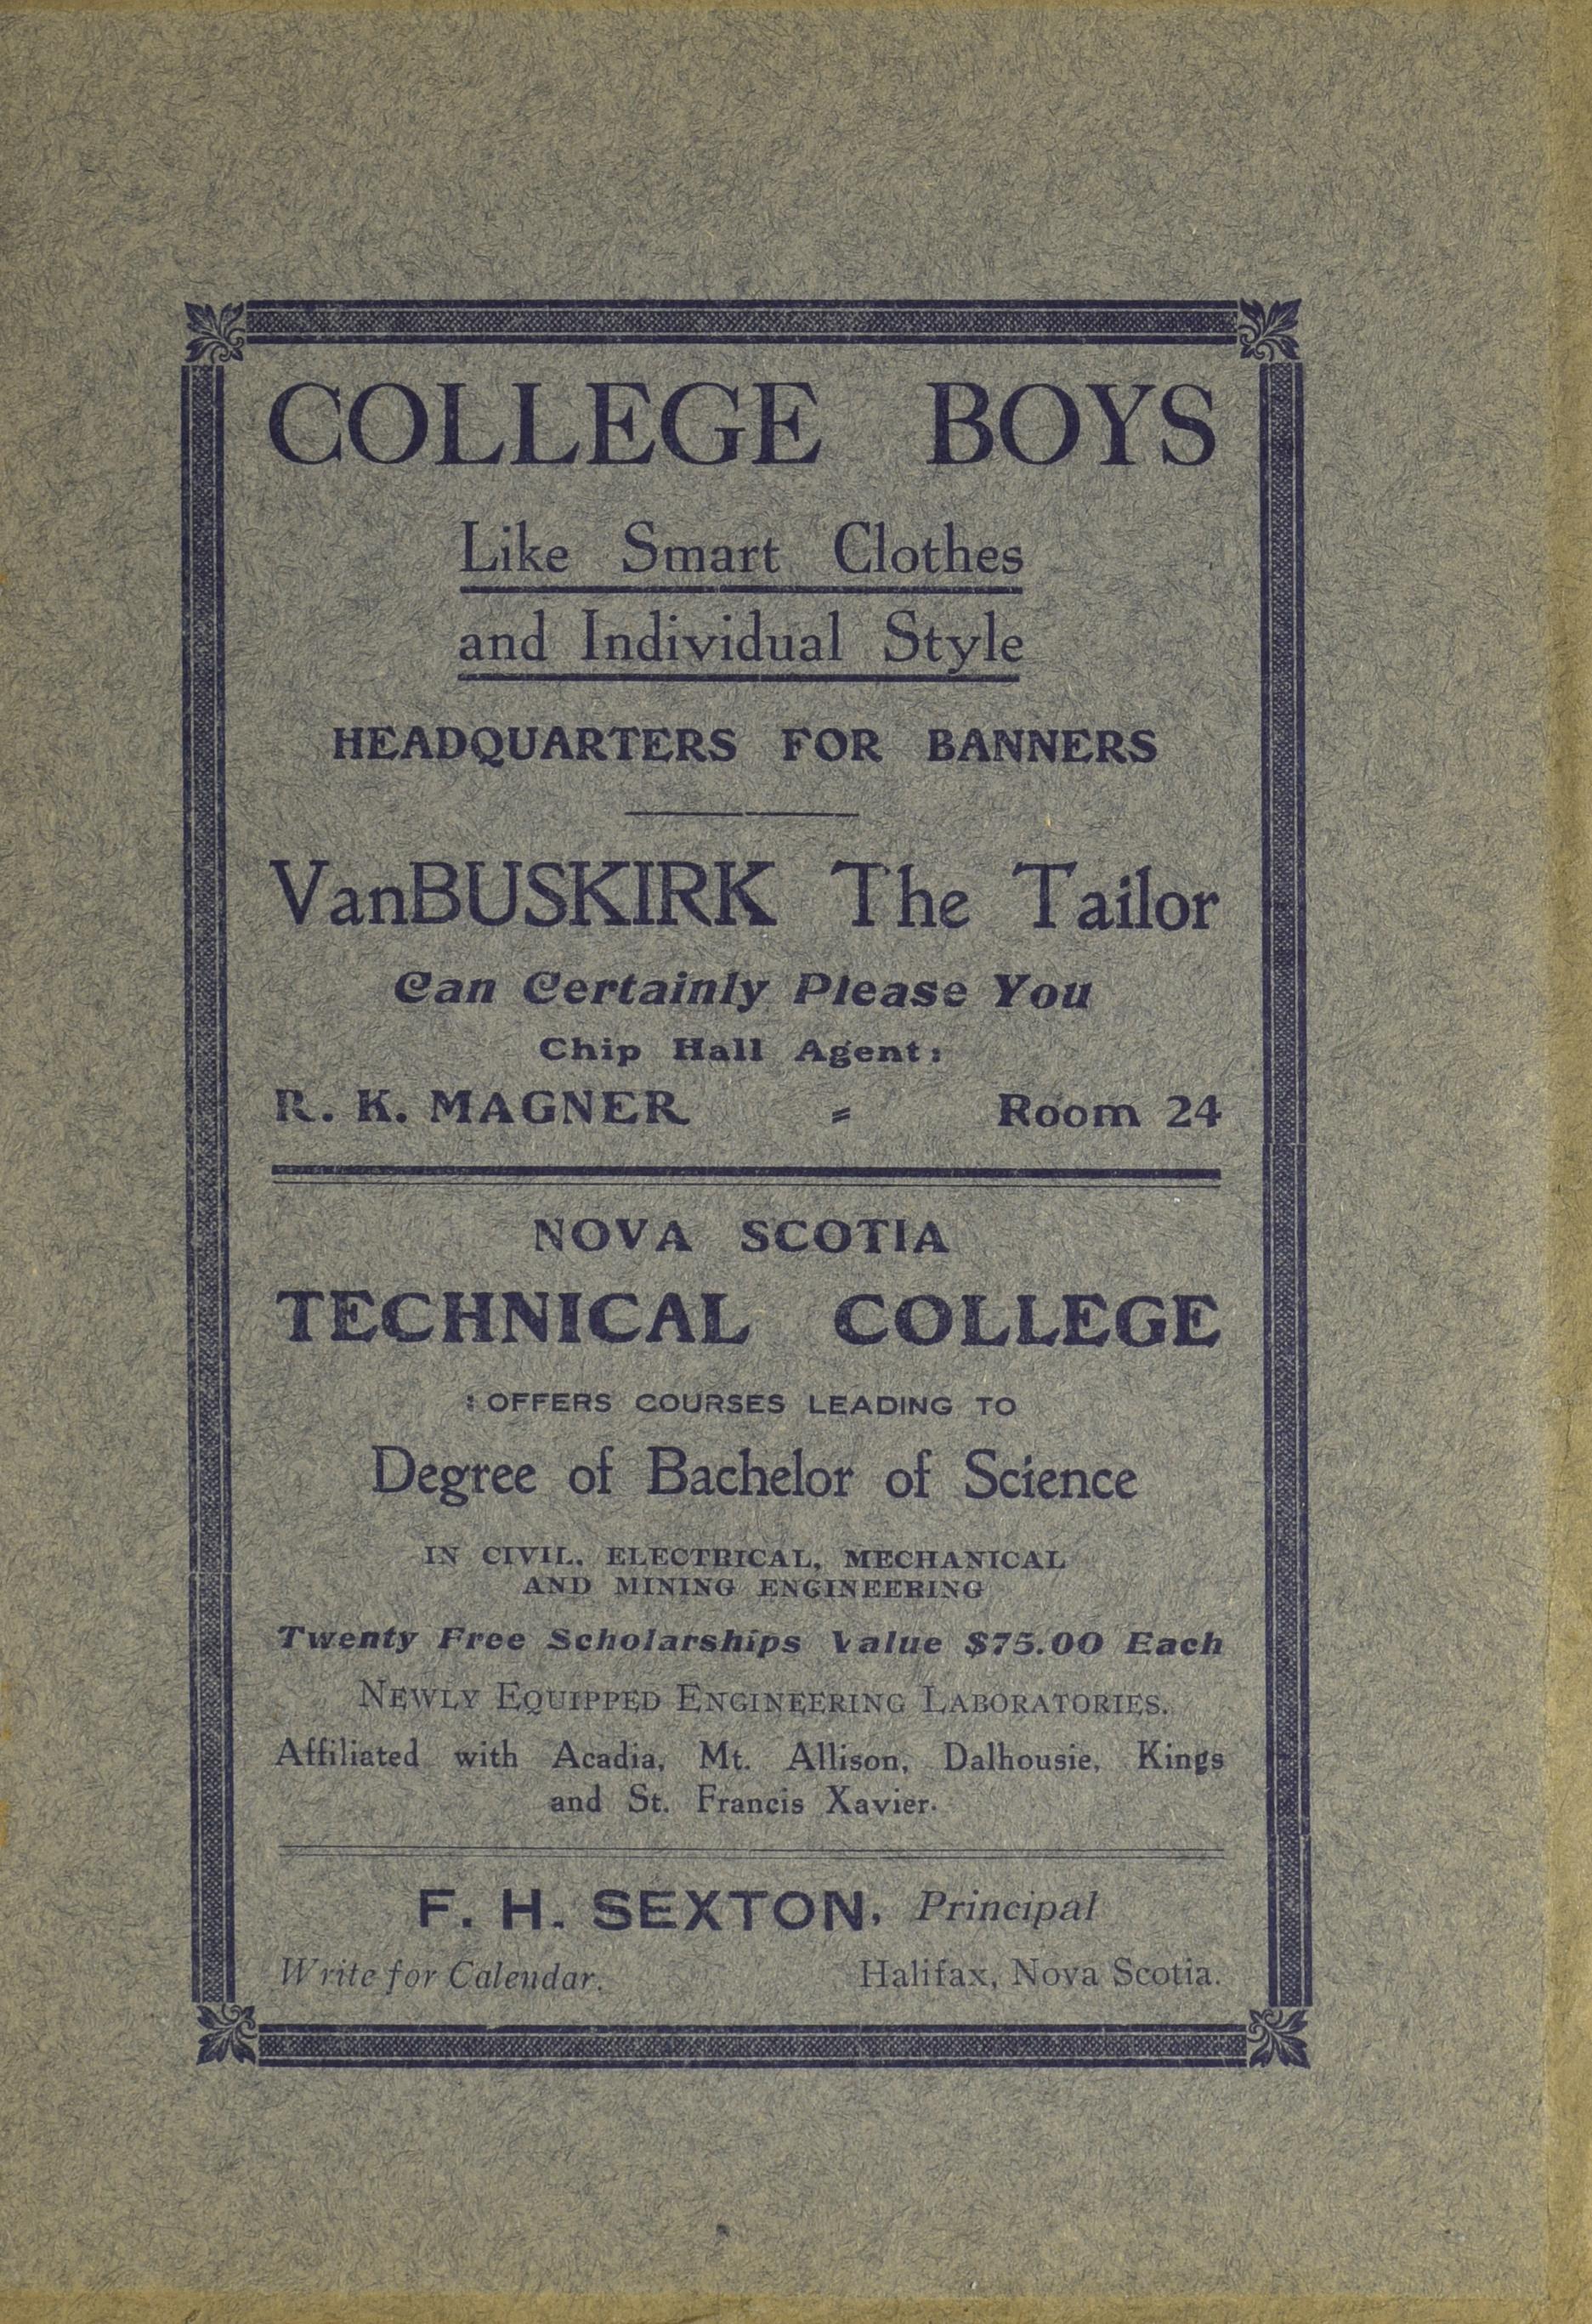 COLLEGE BOYS
Like Smart Clothes
and Individual Style
HEADQUARTERS FOR BANNERS
VanBUSKIRK The Tailor
Can Certainly Please You
Chip Hall Agent:
R. K. MAGNER - Room 24
NOVA SCOTIA
TECHNICAL COLLEGE
: OFFERS COURSES LEADING TO
Degree of Bachelor of Science
IN CIVIL, ELECTRICAL, MECHANICAL
AND MINING ENGINEERING
Twenty Free Scholarships Value $75.00 Each
NEWLY EQUIPPED ENGINEERING LABORATORIES.
Affiliated with Acadia, Mt. Allison, Dalhousie, Kings
and St. Francis Xavier.
F. H. SEXTON, Principal
Write for Calendar. Halifax, Nova Scotia.